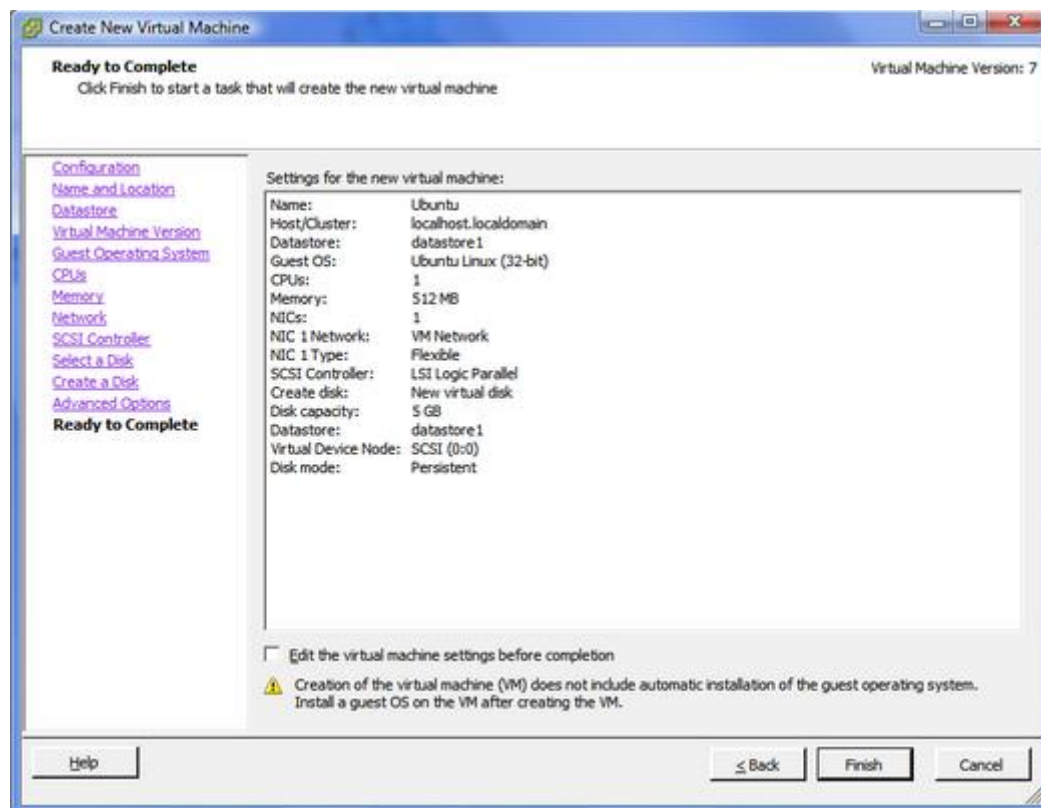 Create New Virtual Machine
Ready to Complete
Click Finish to start a task that will create the new virtual machine
Virtual Machine Version: 7
Configuration
Name and Location
Datastore
Virtual Machine Version
Guest Operating System
CPUs
Memory
Network
SCSI Controller
Select a Disk
Create a Disk
Advanced Options
Ready to Complete
Settings for the new virtual machine:
Name: Ubuntu
Host/Cluster: localhost.localdomain
Datastore: datastore1
Guest OS: Ubuntu Linux (32-bit)
CPUs: 1
Memory: 512 MB
NICs: 1
NIC 1 Network: VM Network
NIC 1 Type: Flexible
SCSI Controller: LSI Logic Parallel
Create disk: New virtual disk
Disk capacity: 5 GB
Datastore: datastore1
Virtual Device Node: SCSI (0:0)
Disk mode: Persistent
Edit the virtual machine settings before completion
Creation of the virtual machine (VM) does not include automatic installation of the guest operating system.
Install a guest OS on the VM after creating the VM.
Help
≤ Back
Finish
Cancel